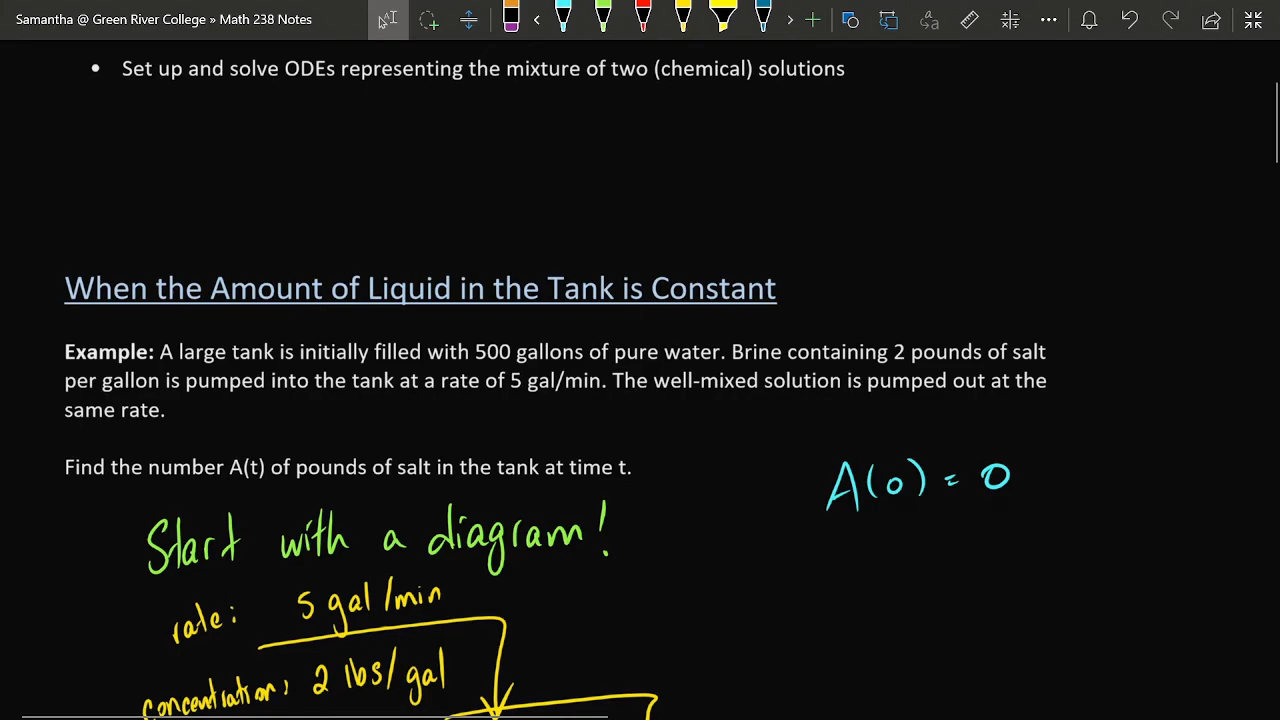 Samantha @ Green River College » Math 238 Notes
• Set up and solve ODEs representing the mixture of two (chemical) solutions
When the Amount of Liquid in the Tank is Constant
Example: A large tank is initially filled with 500 gallons of pure water. Brine containing 2 pounds of salt
per gallon is pumped into the tank at a rate of 5 gal/min. The well-mixed solution is pumped out at the
same rate.
Find the number A(t) of pounds of salt in the tank at time t.
A(0) = 0
Start with a diagram!
rate: 5 gal/min
concentration: 2 lbs/gal